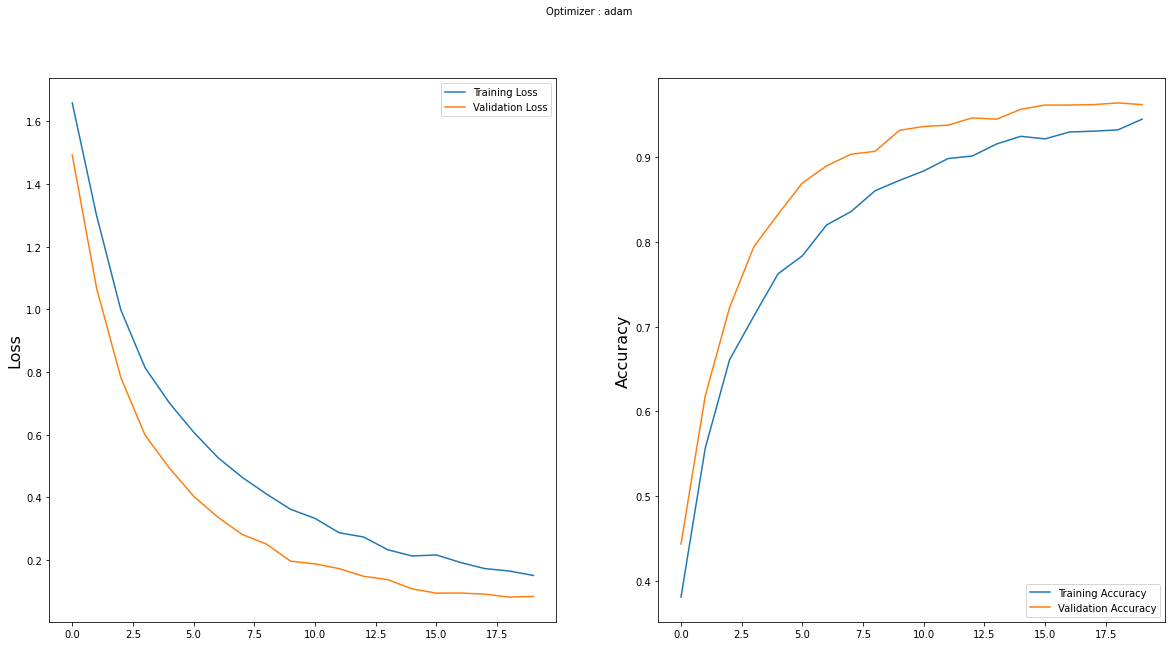 Optimizer : adam
Training Loss
Validation Loss
1.6
1.4
1.2
1.0
0.8
0.6
0.4
0.2
Loss
0.0 2.5 5.0 7.5 10.0 12.5 15.0 17.5
0.9
0.8
0.7
0.6
0.5
0.4
Accuracy
Training Accuracy
Validation Accuracy
0.0 2.5 5.0 7.5 10.0 12.5 15.0 17.5